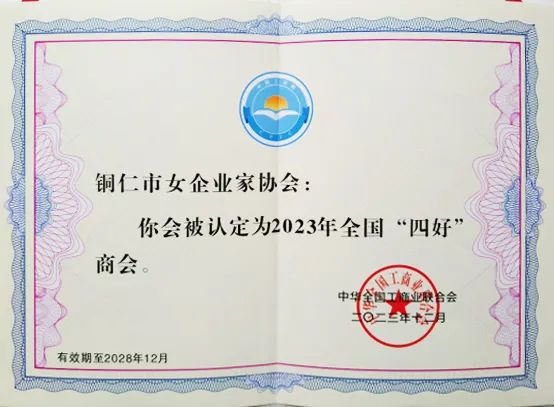 铜仁市女企业家协会：
你会被认定为2023年全国“四好”
商会。
中华全国工商业联合会
二〇二三年十二月
有效期至2028年12月